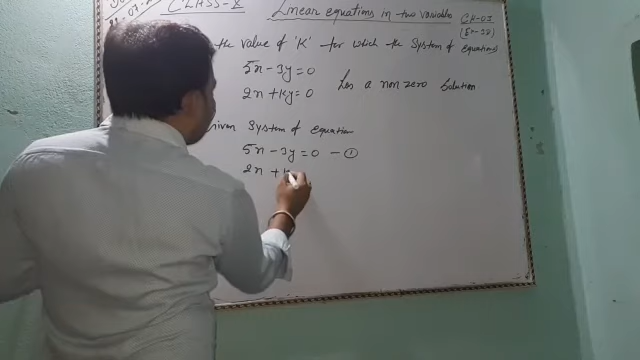 CLASS-X
Linear equations in two variables
the value of 'K' for which the System of Equations
5x - 3y = 0
2x + ky = 0 has a non zero Solution
System of equation
5x - 3y = 0 - ①
2x + k